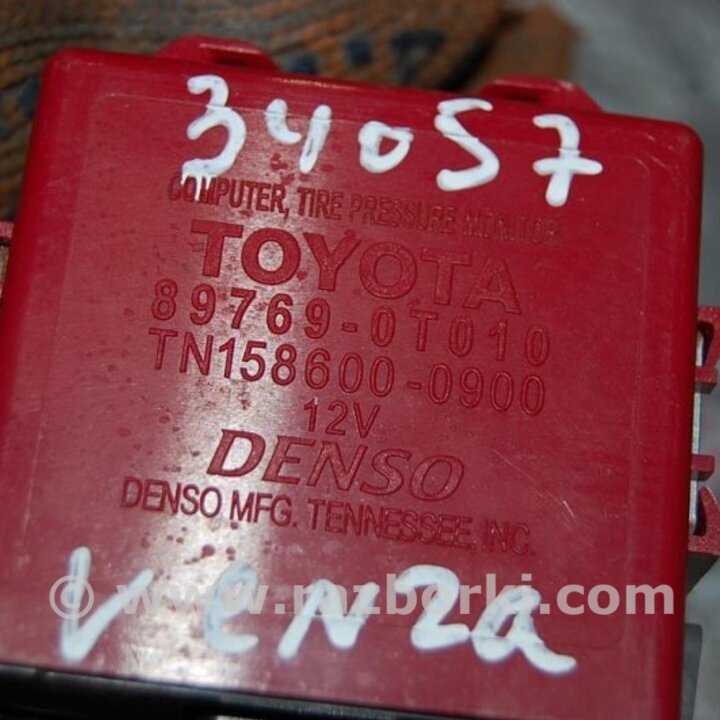 34057
COMPUTER, TIRE PRESSURE MONITOR
TOYOTA
89769-0T010
TN158600-0900
12V
DENSO
DENSO MFG. TENNESSEE, INC.
© www.razborki.com
venza